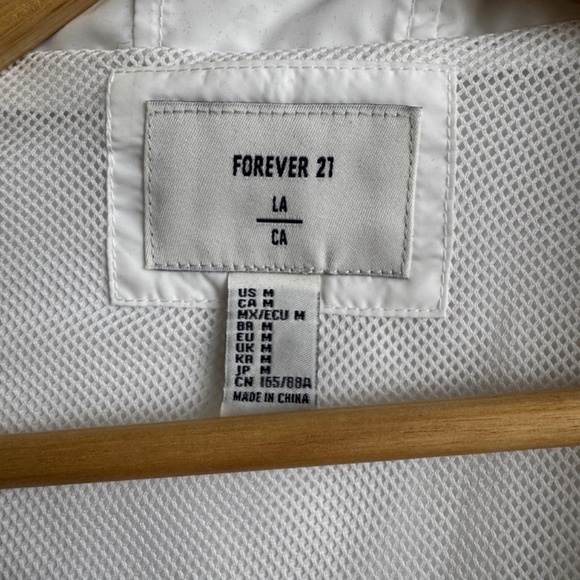 FOREVER 21
LA
CA
US M
CA M
MX/ECU M
BR M
EU M
UK M
KR M
JP M
CN 165/88A
MADE IN CHINA